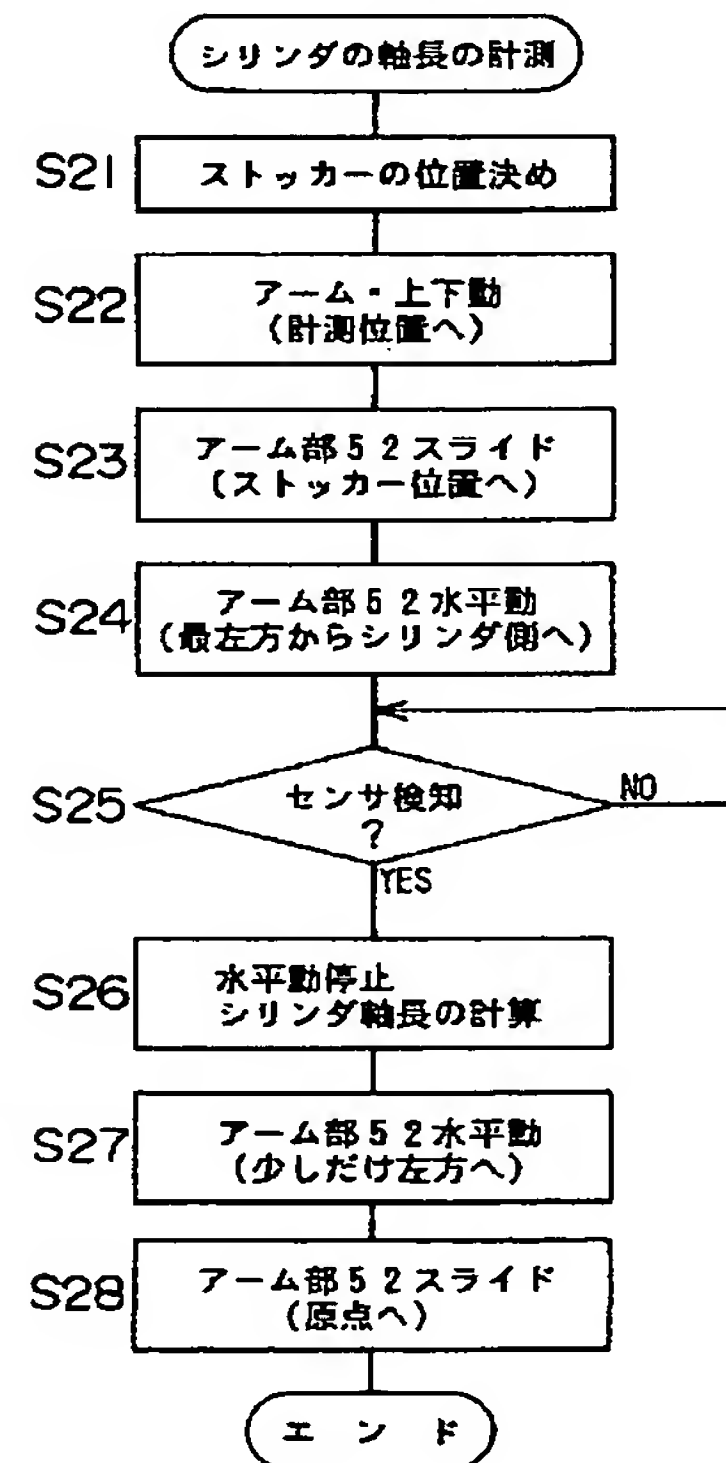 シリンダの軸長の計測
S21
ストッカーの位置決め
S22
アーム・上下動
(計測位置へ)
S23
アーム部52スライド
(ストッカー位置へ)
S24
アーム部52水平動
(最左方からシリンダ側へ)
S25
センサ検知
?
NO
YES
S26
水平動停止
シリンダ軸長の計算
S27
アーム部52水平動
(少しだけ左方へ)
S28
アーム部52スライド
(原点へ)
エンド